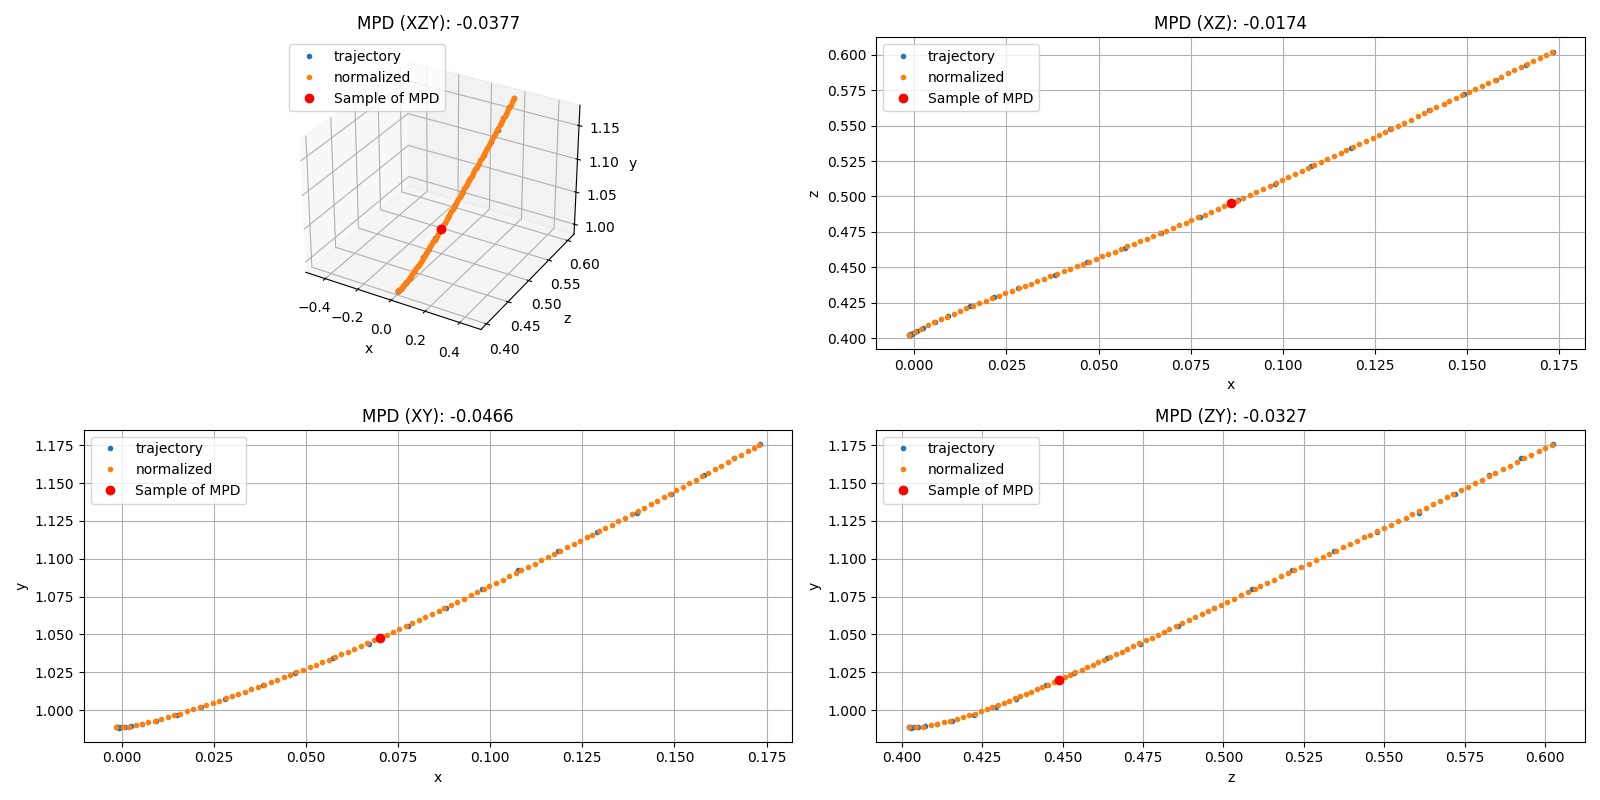 MPD (XZY): -0.0377
trajectory
normalized
Sample of MPD
1.15
1.10
1.05
1.00
y
−0.4
−0.2
0.0
0.2
0.4
x
0.60
0.55
0.50
0.45
0.40
z
MPD (XZ): -0.0174
trajectory
normalized
Sample of MPD
0.600
0.575
0.550
0.525
0.500
0.475
0.450
0.425
0.400
z
0.000 0.025 0.050 0.075 0.100 0.125 0.150 0.175
x
MPD (XY): -0.0466
trajectory
normalized
Sample of MPD
1.175
1.150
1.125
1.100
1.075
1.050
1.025
1.000
y
0.000 0.025 0.050 0.075 0.100 0.125 0.150 0.175
x
MPD (ZY): -0.0327
trajectory
normalized
Sample of MPD
1.175
1.150
1.125
1.100
1.075
1.050
1.025
1.000
y
0.400 0.425 0.450 0.475 0.500 0.525 0.550 0.575 0.600
z